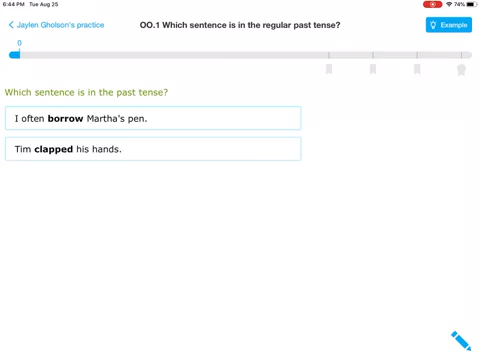 6:44 PM Tue Aug 25
74%
Jaylen Gholson's practice
OO.1 Which sentence is in the regular past tense?
Example
0
Which sentence is in the past tense?
I often borrow Martha's pen.
Tim clapped his hands.